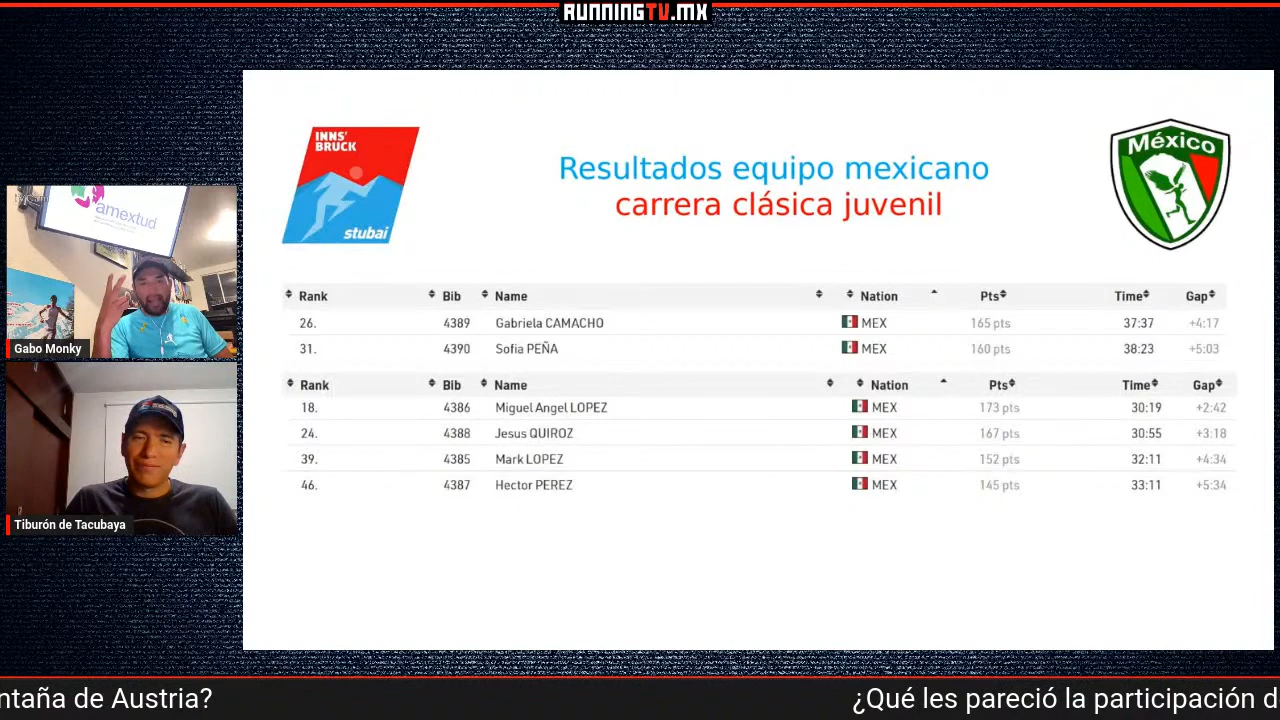 RUNNINGTV.MX
INNS'
BRUCK
stubai
Resultados equipo mexicano
carrera clásica juvenil
México
amextud
Gabo Monky
Tiburón de Tacubaya
Rank Bib Name Nation Pts Time Gap
26. 4389 Gabriela CAMACHO MEX 165 pts 37:37 +4:17
31. 4390 Sofia PEÑA MEX 160 pts 38:23 +5:03
Rank Bib Name Nation Pts Time Gap
18. 4386 Miguel Angel LOPEZ MEX 173 pts 30:19 +2:42
24. 4388 Jesus QUIROZ MEX 167 pts 30:55 +3:18
39. 4385 Mark LOPEZ MEX 152 pts 32:11 +4:34
46. 4387 Hector PEREZ MEX 145 pts 33:11 +5:34
ntaña de Austria? ¿Qué les pareció la participación d